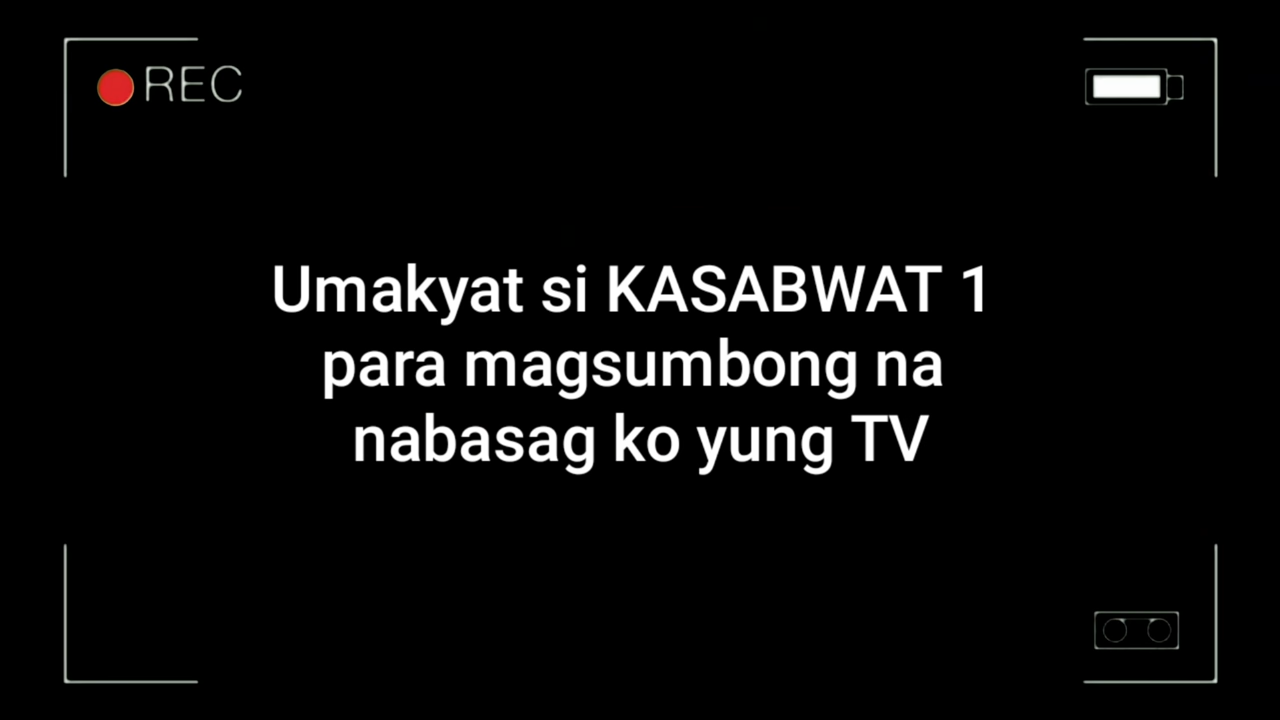 REC
Umakyat si KASABWAT 1
para magsumbong na
nabasag ko yung TV